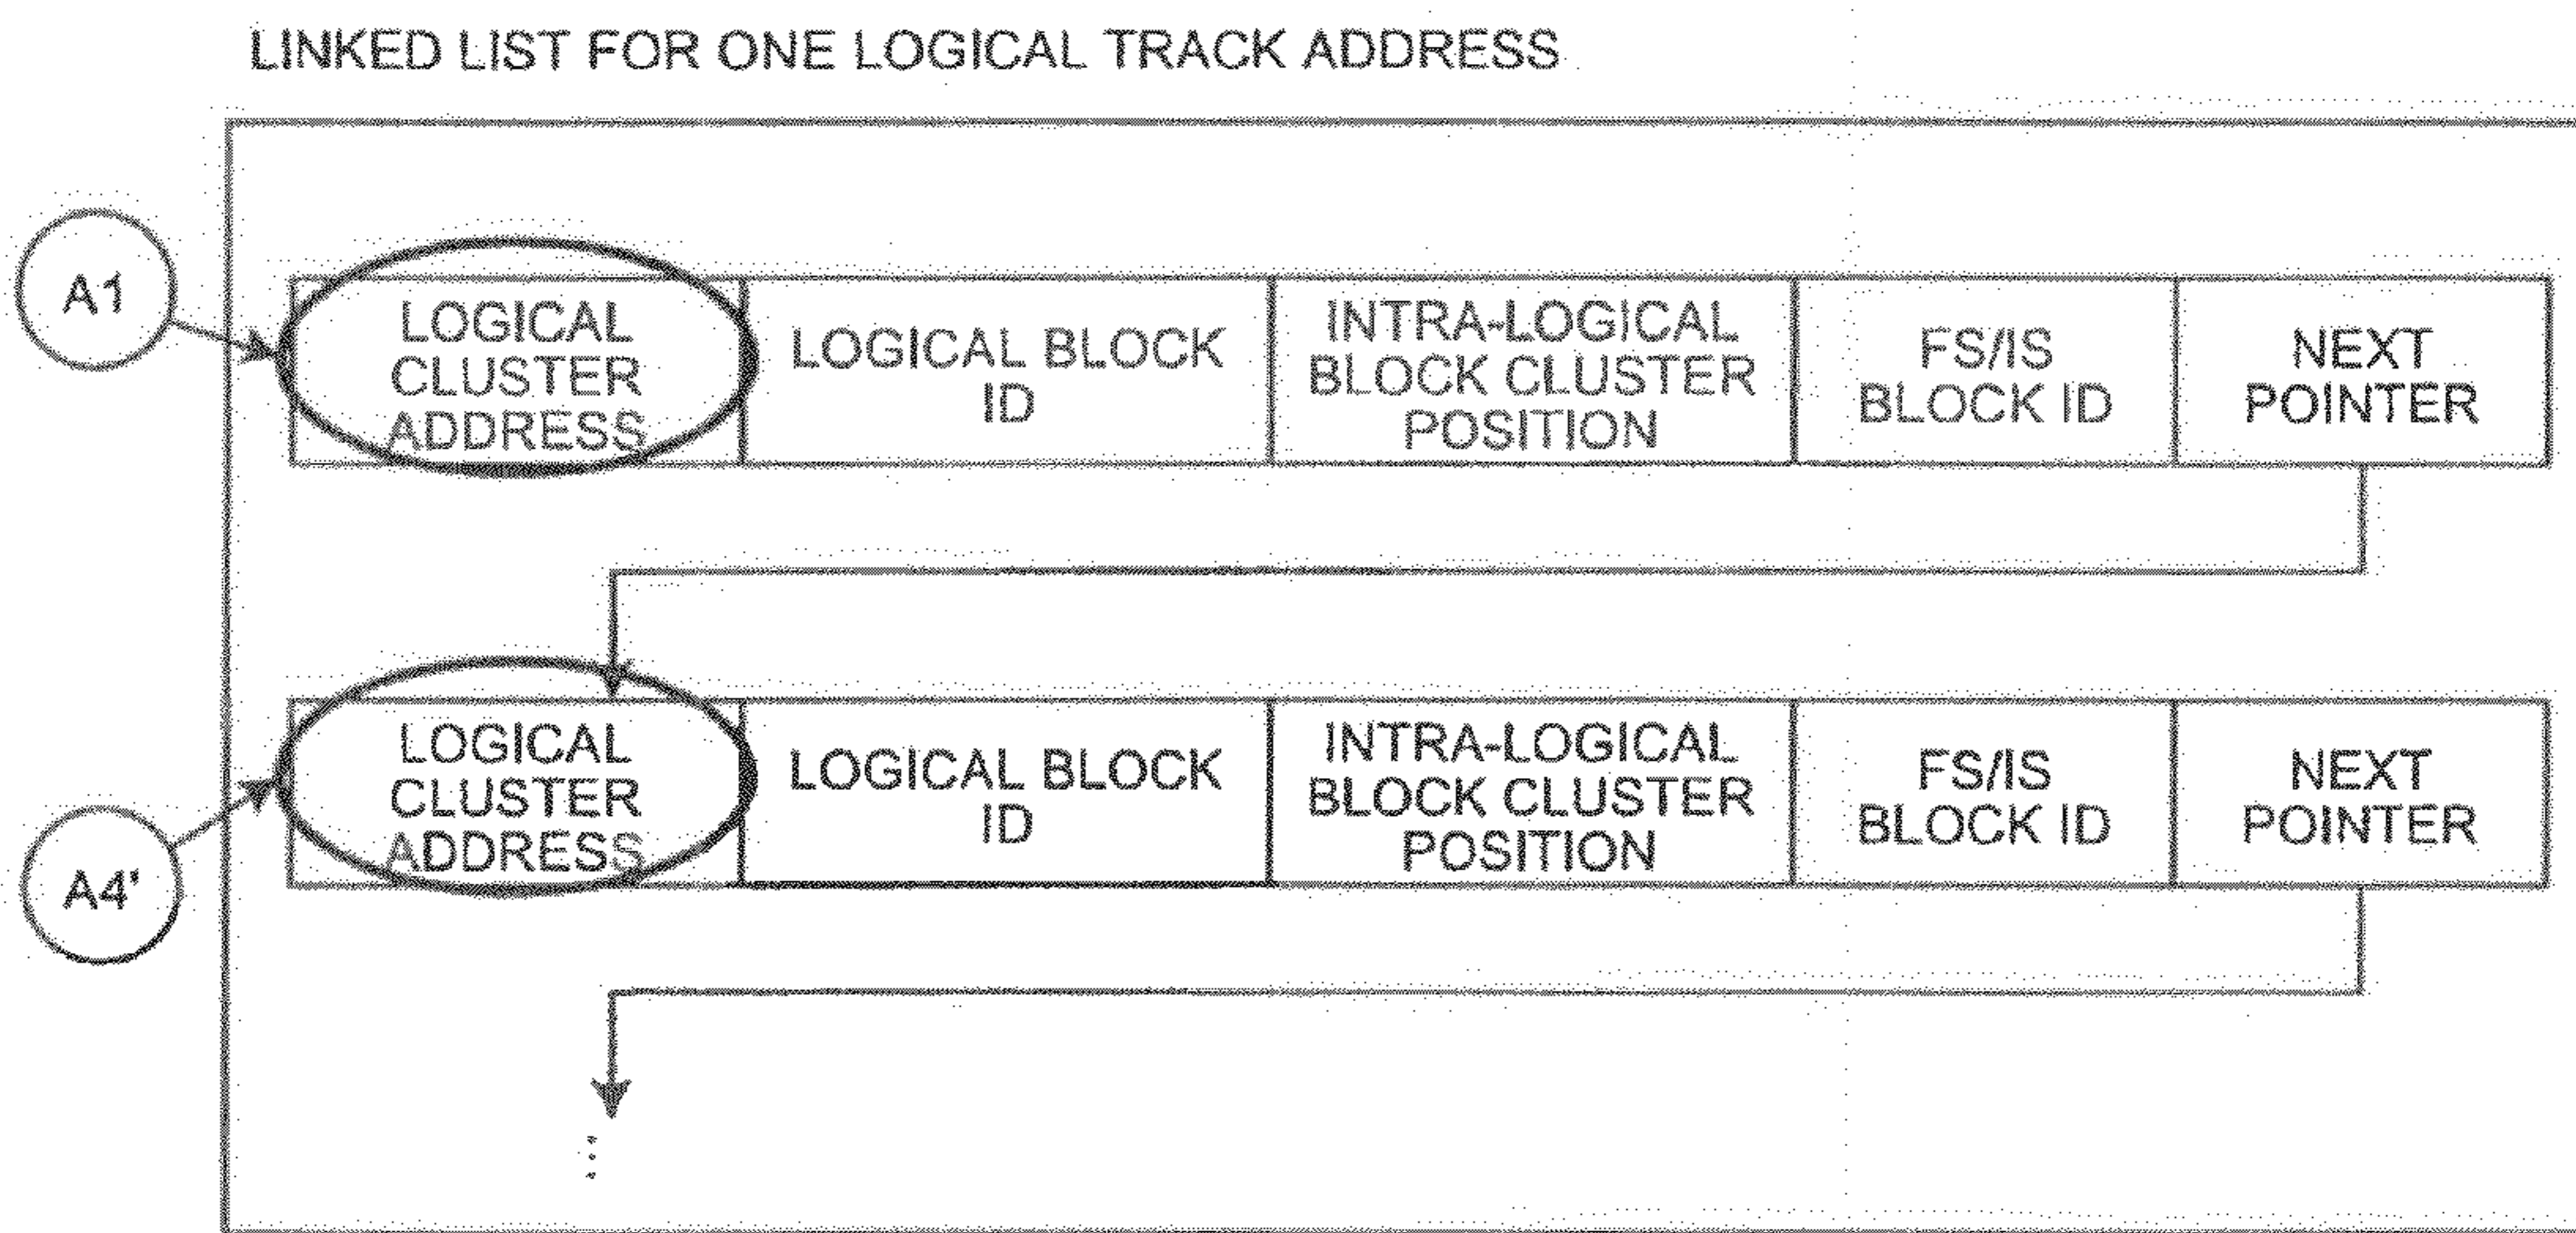 LINKED LIST FOR ONE LOGICAL TRACK ADDRESS
A1
LOGICAL
CLUSTER
ADDRESS
LOGICAL BLOCK
ID
INTRA-LOGICAL
BLOCK CLUSTER
POSITION
FS/IS
BLOCK ID
NEXT
POINTER
A4'
LOGICAL
CLUSTER
ADDRESS
LOGICAL BLOCK
ID
INTRA-LOGICAL
BLOCK CLUSTER
POSITION
FS/IS
BLOCK ID
NEXT
POINTER